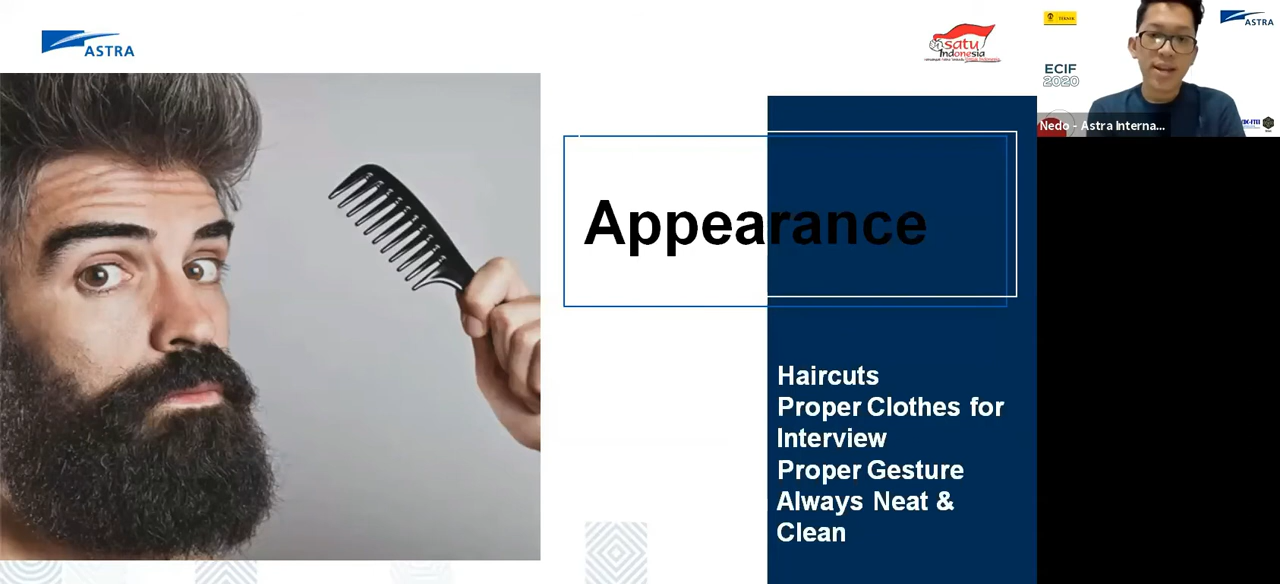 ASTRA
satu
Indonesia
TEKNIK
ASTRA
ECIF
2020
Nedo - Astra Interna...
Appearance
Haircuts
Proper Clothes for
Interview
Proper Gesture
Always Neat &
Clean